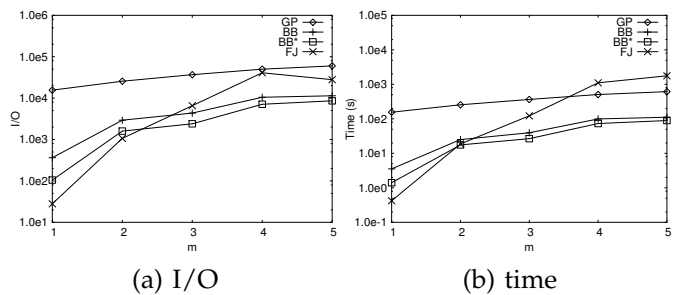 1.0e6
1.0e5
1.0e4
1.0e3
1.0e2
1.0e1
I/O
GP
BB
BB*
FJ
1 2 3 4 5
m
(a) I/O
1.0e5
1.0e4
1.0e3
1.0e2
1.0e1
1.0e0
1.0e-1
Time (s)
GP
BB
BB*
FJ
1 2 3 4 5
m
(b) time